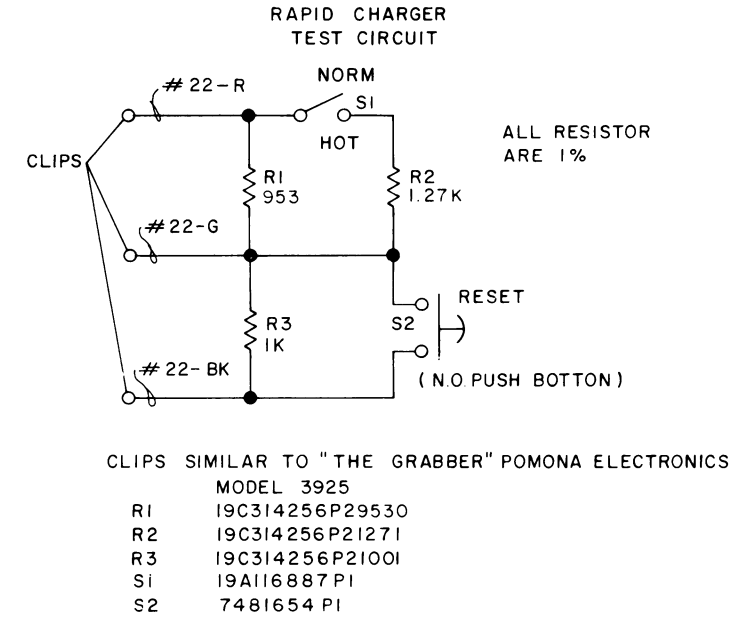 RAPID CHARGER
TEST CIRCUIT
#22-R
NORM
S1
HOT
ALL RESISTOR
ARE 1%
CLIPS
R1
953
R2
1.27K
#22-G
RESET
S2
R3
1K
#22-BK
(N.O. PUSH BOTTON)
CLIPS SIMILAR TO "THE GRABBER" POMONA ELECTRONICS
MODEL 3925
R1 19C314256P29530
R2 19C314256P21271
R3 19C314256P21001
S1 19A116887P1
S2 7481654P1